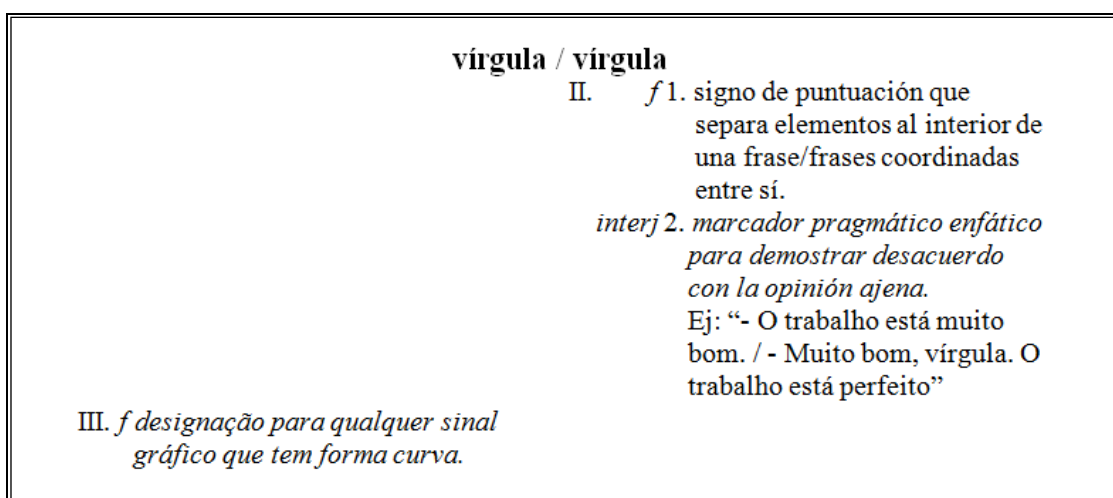 vírgula / vírgula
II. f 1. signo de puntuación que
separa elementos al interior de
una frase/frases coordinadas
entre sí.
interj 2. marcador pragmático enfático
para demostrar desacuerdo
con la opinión ajena.
Ej: “- O trabalho está muito
bom. / - Muito bom, vírgula. O
trabalho está perfeito”
III. f designação para qualquer sinal
gráfico que tem forma curva.